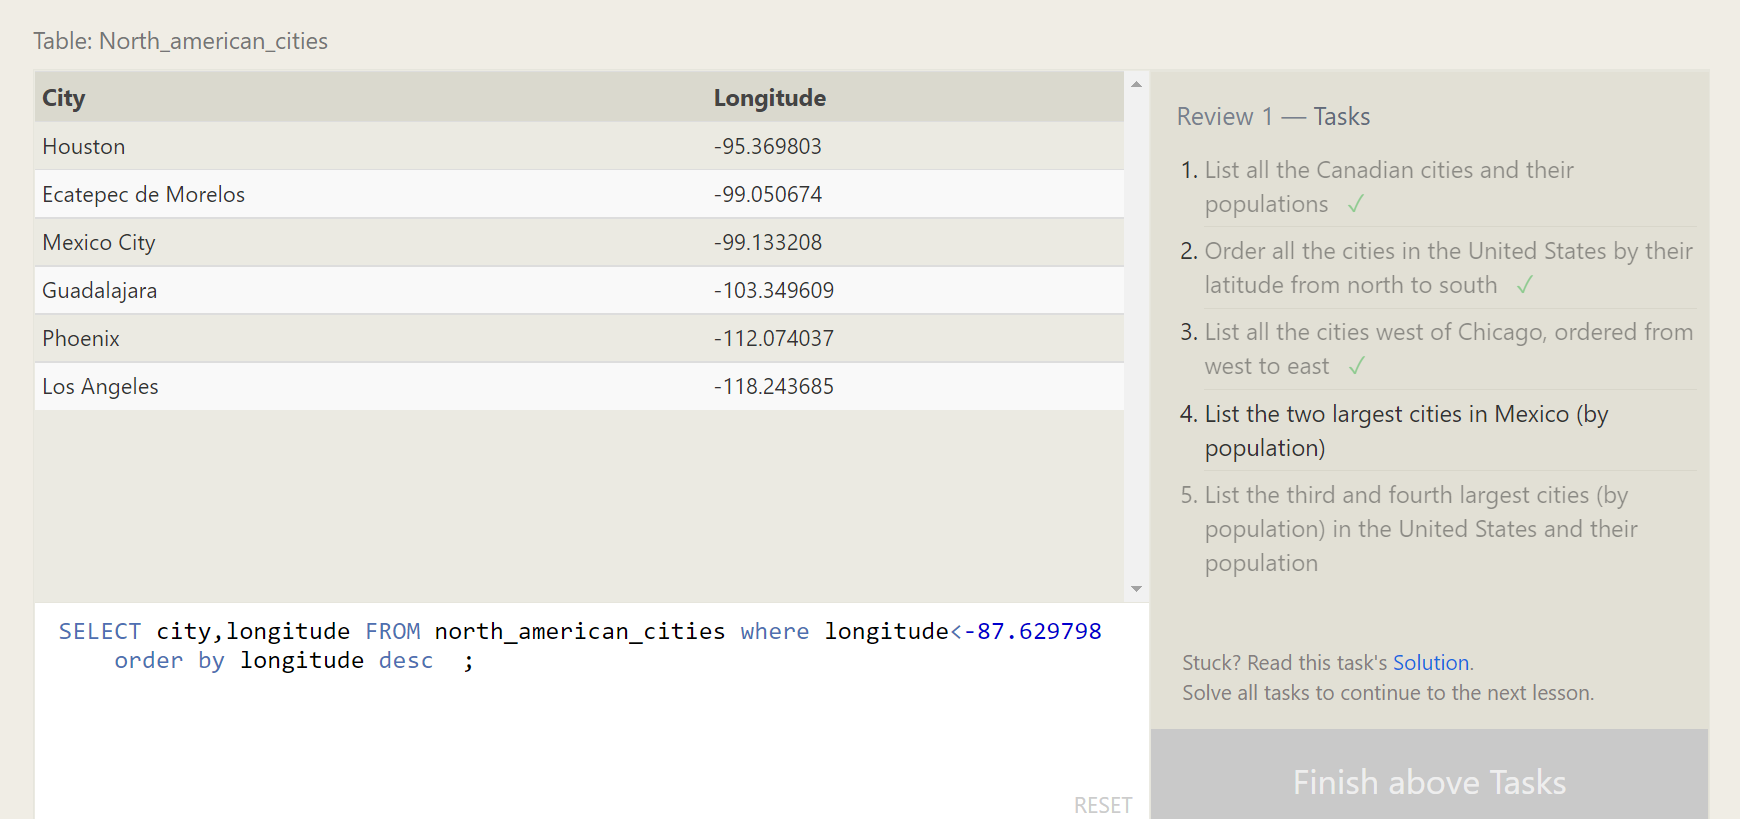 Table: North_american_cities
City Longitude
Houston -95.369803
Ecatepec de Morelos -99.050674
Mexico City -99.133208
Guadalajara -103.349609
Phoenix -112.074037
Los Angeles -118.243685
SELECT city,longitude FROM north_american_cities where longitude<-87.629798
order by longitude desc ;
RESET
Review 1 — Tasks
1. List all the Canadian cities and their
populations ✓
2. Order all the cities in the United States by their
latitude from north to south ✓
3. List all the cities west of Chicago, ordered from
west to east ✓
4. List the two largest cities in Mexico (by
population)
5. List the third and fourth largest cities (by
population) in the United States and their
population
Stuck? Read this task's Solution.
Solve all tasks to continue to the next lesson.
Finish above Tasks